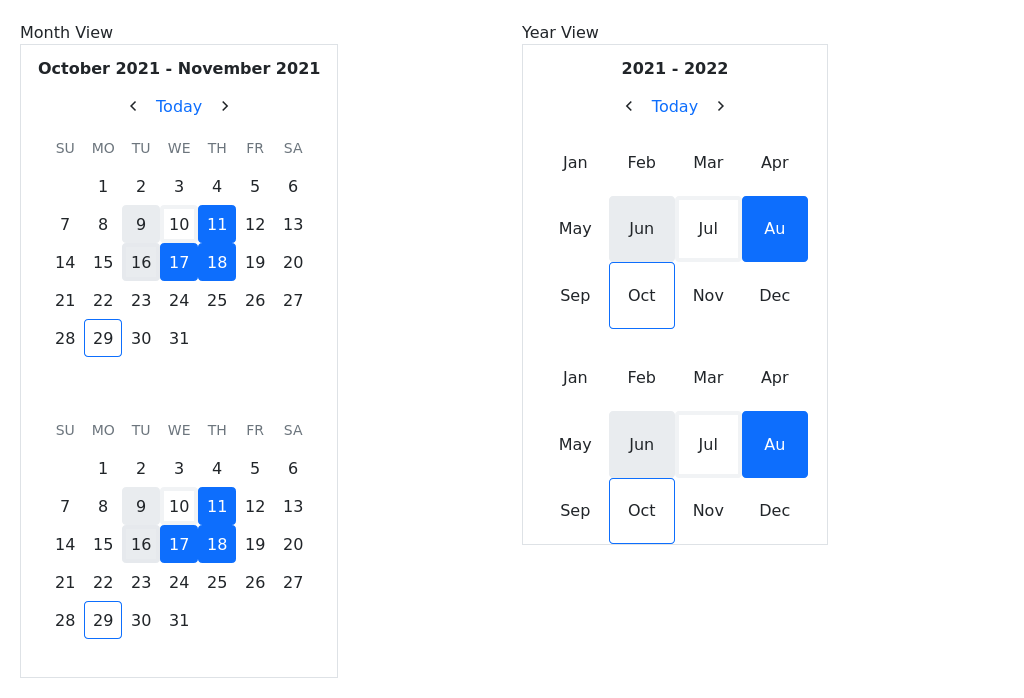 Month View
October 2021 - November 2021
Today
SU MO TU WE TH FR SA
1 2 3 4 5 6
7 8 9 10 11 12 13
14 15 16 17 18 19 20
21 22 23 24 25 26 27
28 29 30 31
SU MO TU WE TH FR SA
1 2 3 4 5 6
7 8 9 10 11 12 13
14 15 16 17 18 19 20
21 22 23 24 25 26 27
28 29 30 31
Year View
2021 - 2022
Today
Jan Feb Mar Apr
May Jun Jul Au
Sep Oct Nov Dec
Jan Feb Mar Apr
May Jun Jul Au
Sep Oct Nov Dec